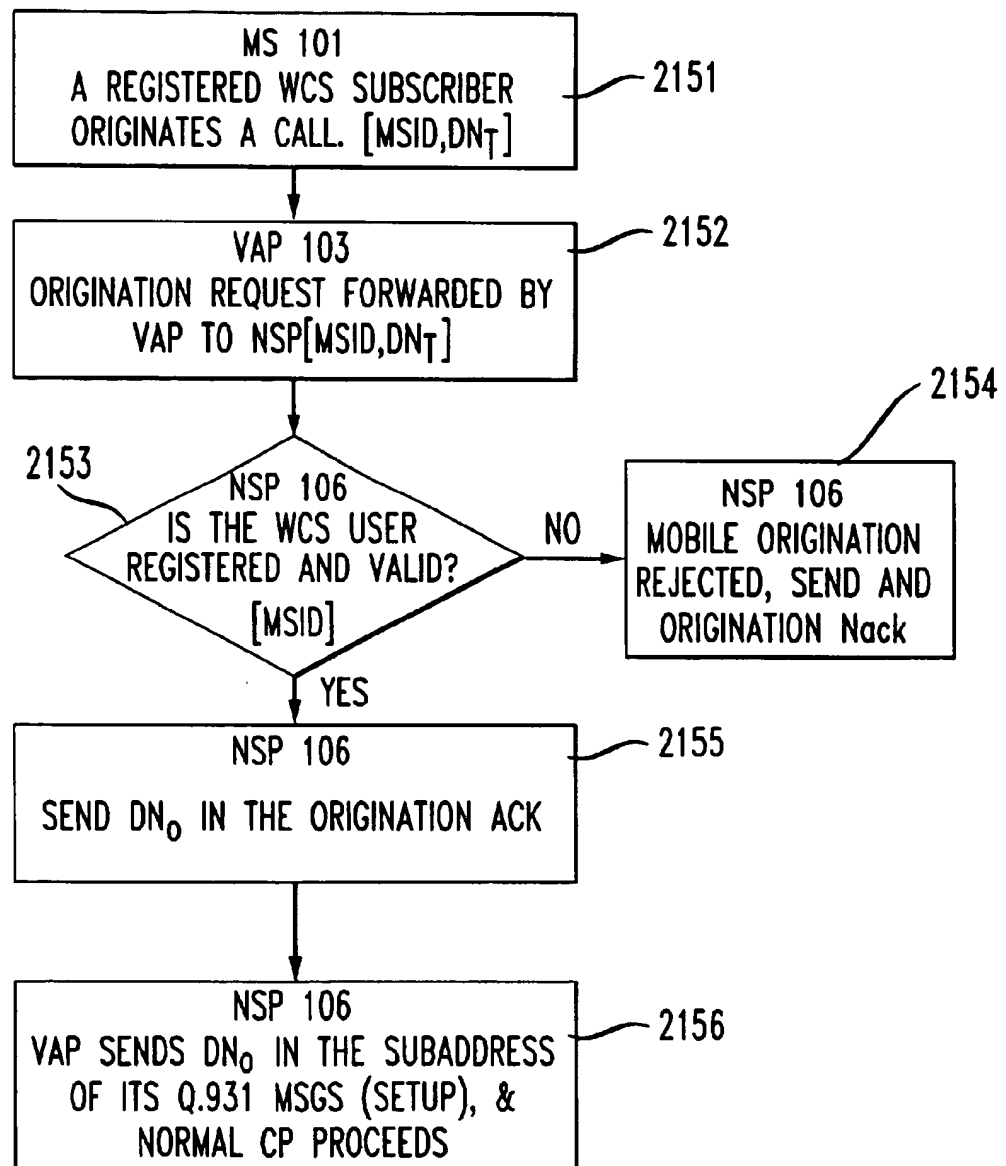 MS 101
A REGISTERED WCS SUBSCRIBER
ORIGINATES A CALL. [MSID,DNT]
2151
VAP 103
ORIGINATION REQUEST FORWARDED BY
VAP TO NSP[MSID,DNT]
2152
2153
NSP 106
IS THE WCS USER
REGISTERED AND VALID?
[MSID]
NO
YES
2154
NSP 106
MOBILE ORIGINATION
REJECTED, SEND AND
ORIGINATION Nack
NSP 106
SEND DNO IN THE ORIGINATION ACK
2155
NSP 106
VAP SENDS DNO IN THE SUBADDRESS
OF ITS Q.931 MSGS (SETUP), &
NORMAL CP PROCEEDS
2156